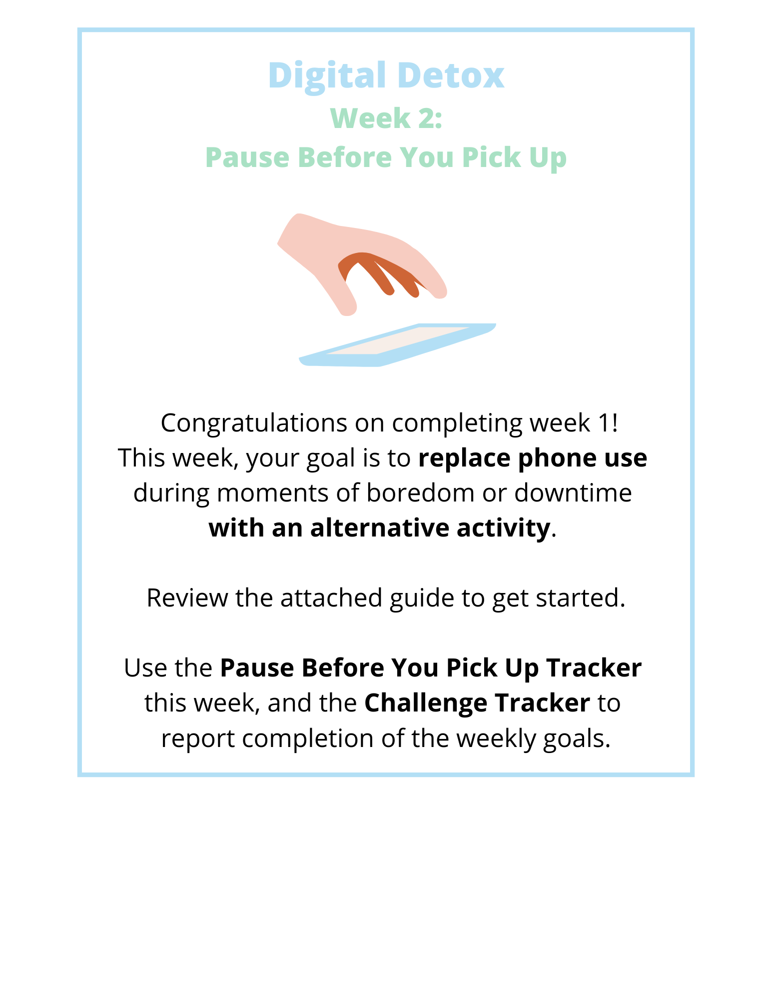 Digital Detox
Week 2:
Pause Before You Pick Up
Congratulations on completing week 1!
This week, your goal is to replace phone use
during moments of boredom or downtime
with an alternative activity.
Review the attached guide to get started.
Use the Pause Before You Pick Up Tracker
this week, and the Challenge Tracker to
report completion of the weekly goals.